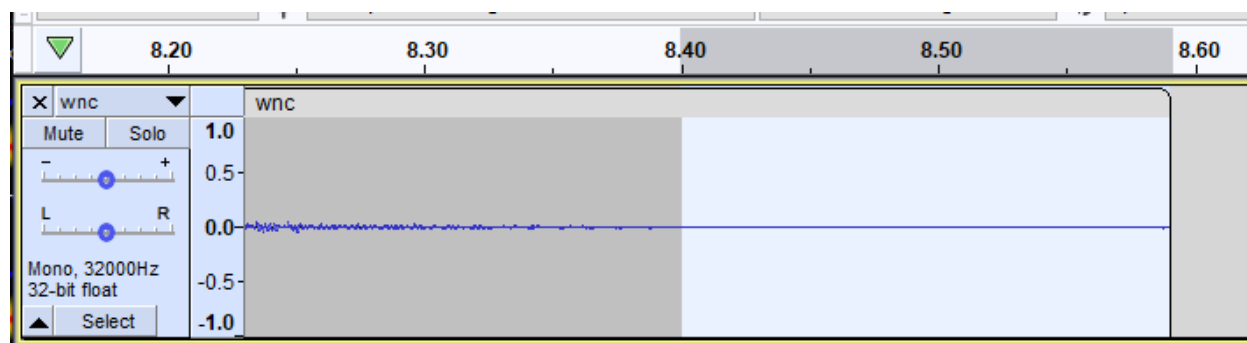 8.20 8.30 8.40 8.50 8.60
wnc wnc
Mute Solo 1.0
- + 0.5
L R 0.0
Mono, 32000Hz
32-bit float -0.5
Select -1.0